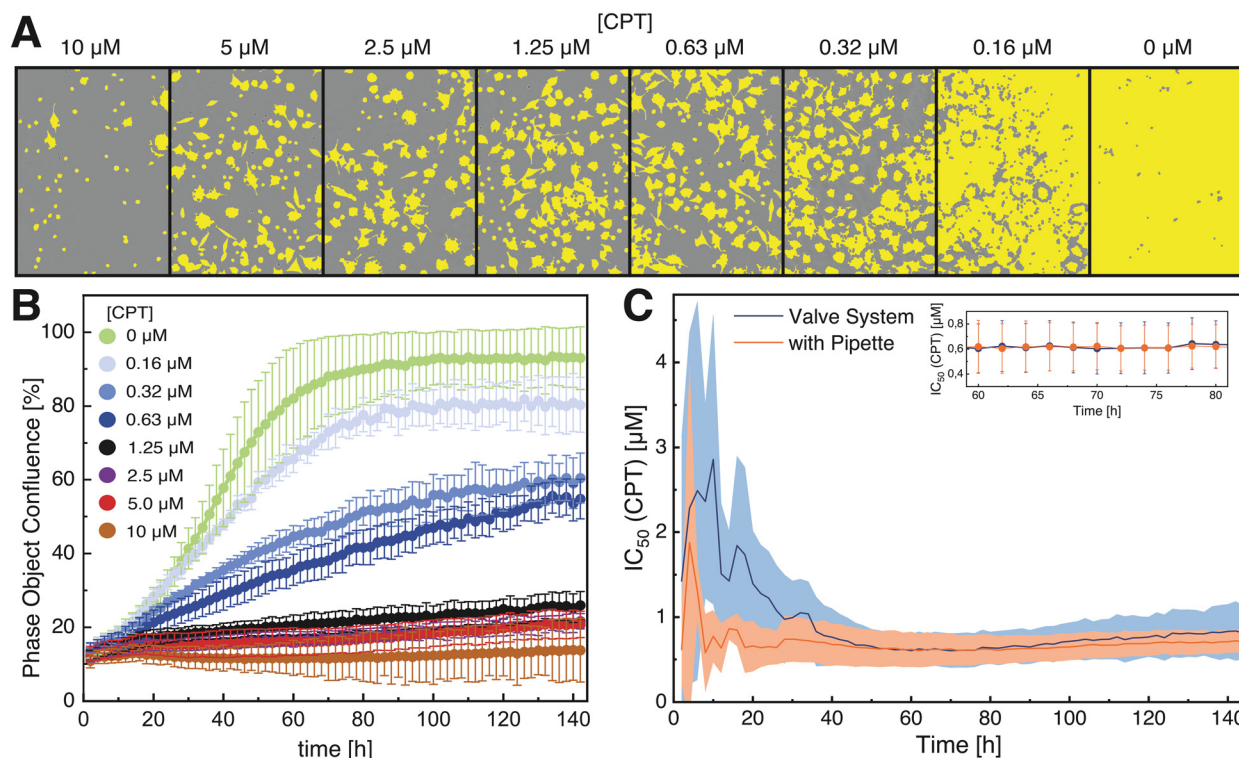 A
[CPT]
10 µM 5 µM 2.5 µM 1.25 µM 0.63 µM 0.32 µM 0.16 µM 0 µM
B
[CPT]
0 µM
0.16 µM
0.32 µM
0.63 µM
1.25 µM
2.5 µM
5.0 µM
10 µM
Phase Object Confluence [%]
100
80
60
40
20
0
0 20 40 60 80 100 120 140
time [h]
C
Valve System
with Pipette
IC50 (CPT) [µM]
4
3
2
1
0
0 20 40 60 80 100 120 140
Time [h]
IC50 (CPT) [µM]
0,8
0,6
0,4
60 65 70 75 80
Time [h]